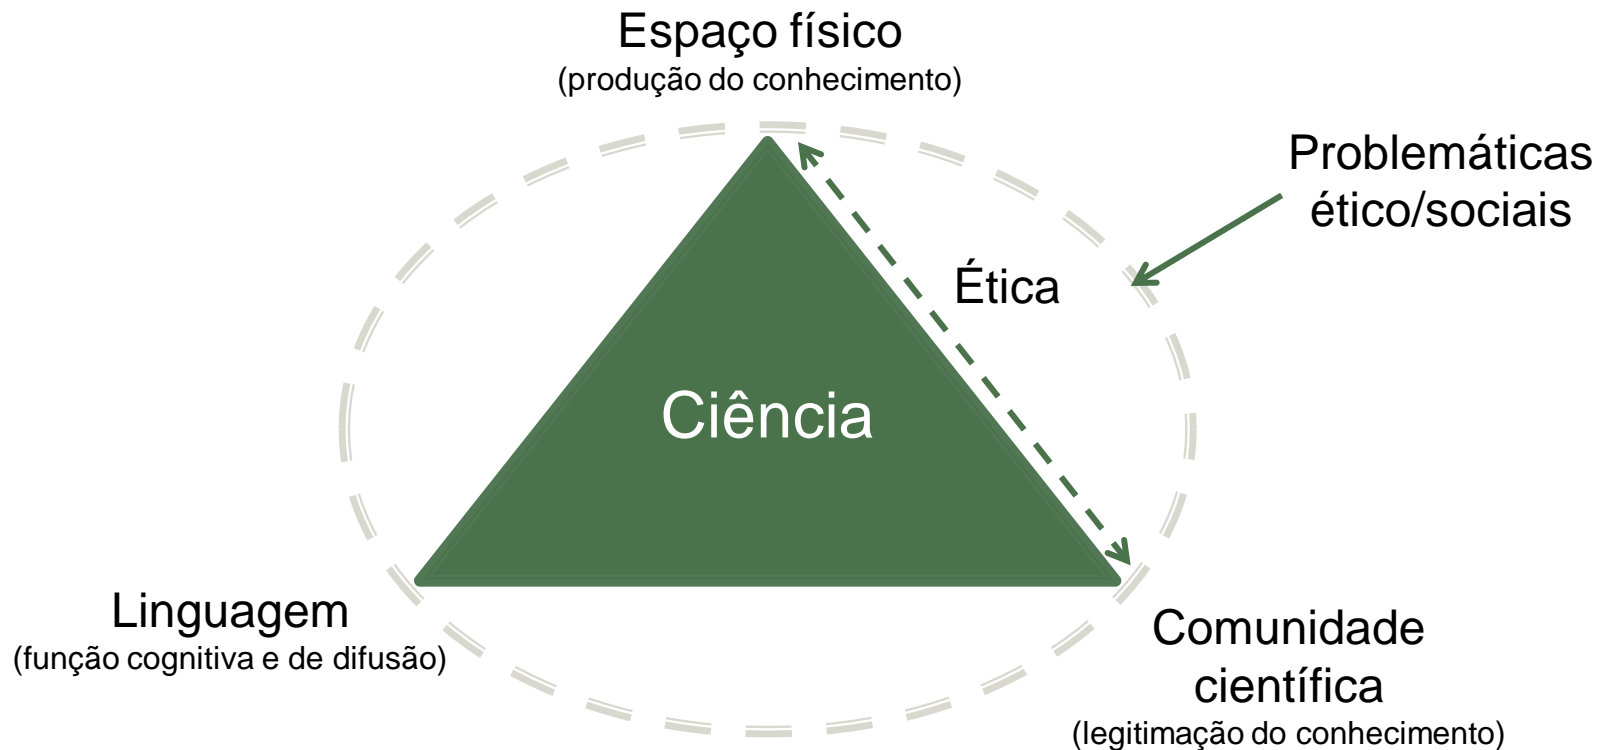 Espaço físico
(produção do conhecimento)
Problemáticas
ético/sociais
Ética
Ciência
Linguagem
(função cognitiva e de difusão)
Comunidade
científica
(legitimação do conhecimento)